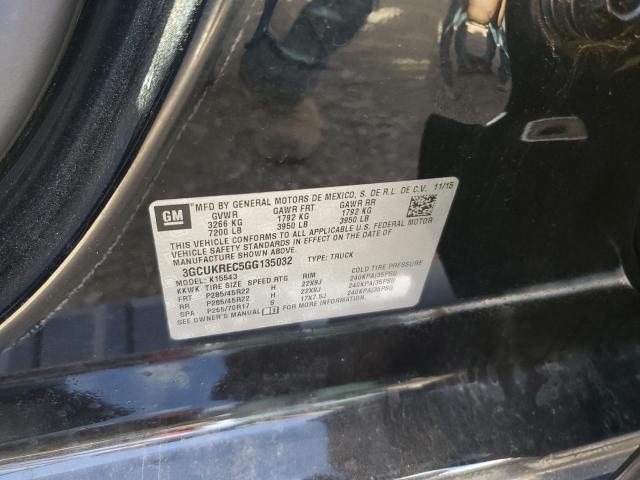 GM
MFD BY GENERAL MOTORS DE MEXICO, S. DE R.L. DE C.V. 11/15
GVWR GAWR FRT GAWR RR
3266 KG 1792 KG 1792 KG
7200 LB 3950 LB 3950 LB
THIS VEHICLE CONFORMS TO ALL APPLICABLE U.S. FEDERAL MOTOR
VEHICLE SAFETY STANDARDS IN EFFECT ON THE DATE OF
MANUFACTURE SHOWN ABOVE.
3GCUKREC5GG135032 TYPE: TRUCK
MODEL: K15543
KKWK TIRE SIZE SPEED RTG RIM COLD TIRE PRESSURE
FRT P285/45R22 H 22X9J 240KPA(35PSI)
RR P285/45R22 H 22X9J 240KPA(35PSI)
SPA P265/70R17 S 17X7.5J 240KPA(35PSI)
SEE OWNER'S MANUAL FOR MORE INFORMATION.